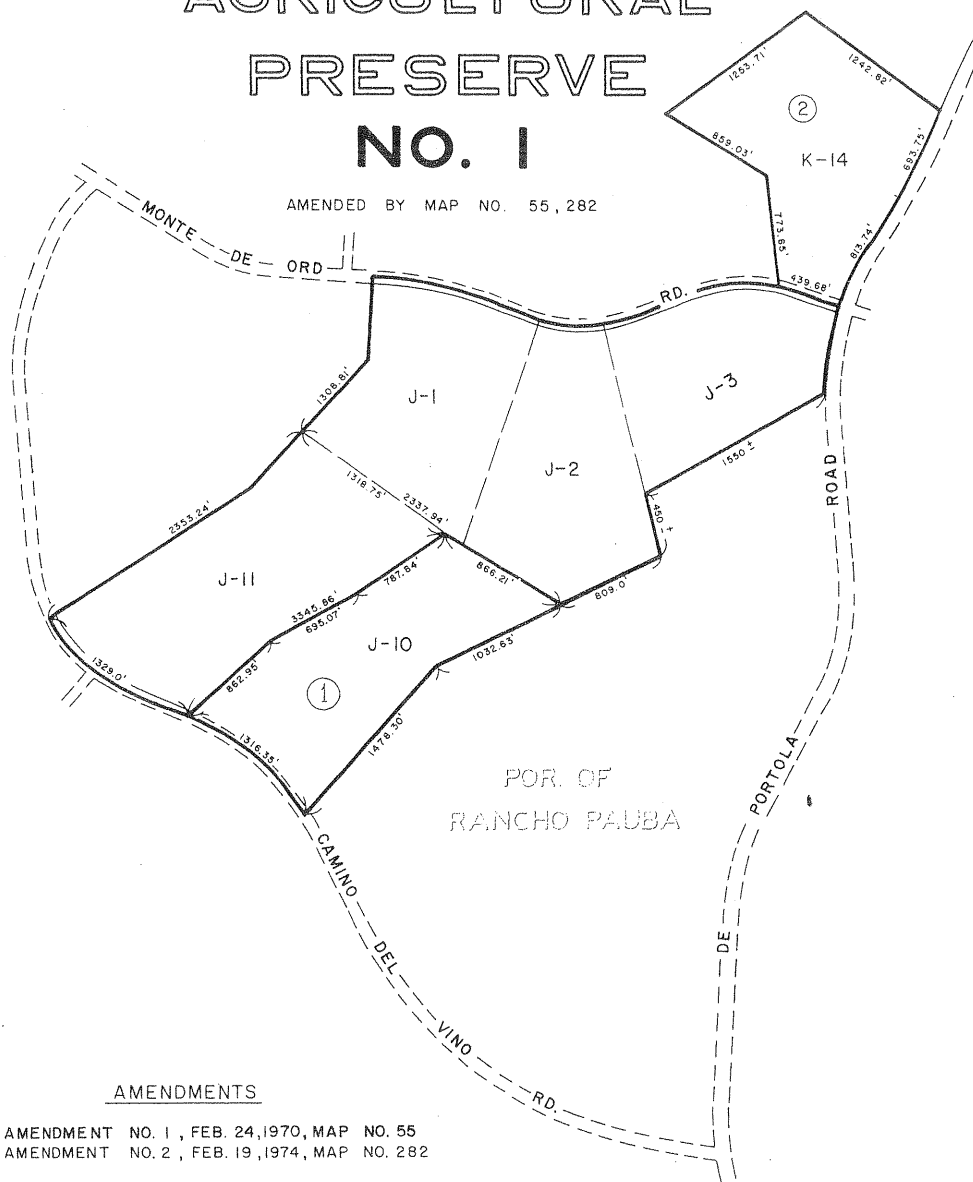 AGRICULTURAL
PRESERVE
NO. 1
AMENDED BY MAP NO. 55, 282
1253.71'
1242.82'
2
K-14
859.03'
693.75'
773.65'
813.74'
439.68'
MONTE DE ORD RD.
1308.81'
J-1
J-3
J-2
1318.75'
2337.94'
1550 ±
450 ±
2353.24'
787.84'
866.21'
809.0'
J-11
3345.86'
695.07'
J-10
1032.63'
862.95'
1
1329.0'
1316.35'
1478.30'
POR. OF
RANCHO PAUBA
CAMINO DEL VINO RD.
DE PORTOLA ROAD
AMENDMENTS
AMENDMENT NO. 1 , FEB. 24,1970, MAP NO. 55
AMENDMENT NO. 2 , FEB. 19 ,1974, MAP NO. 282